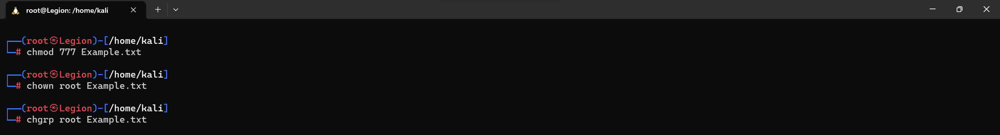 root@Legion: /home/kali
┌──(root㉿Legion)-[/home/kali]
└─# chmod 777 Example.txt
┌──(root㉿Legion)-[/home/kali]
└─# chown root Example.txt
┌──(root㉿Legion)-[/home/kali]
└─# chgrp root Example.txt